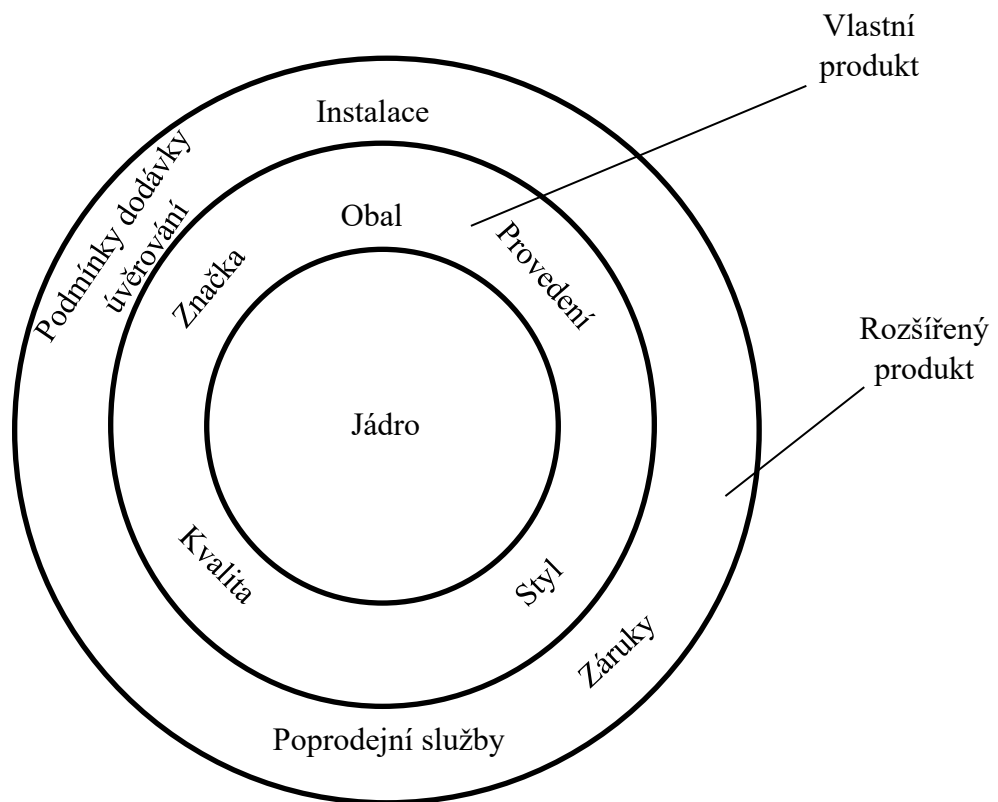 Vlastní
produkt
Instalace
Podmínky dodávky
úvěrování
Obal
Značka
Provedení
Rozšířený
produkt
Jádro
Kvalita
Styl
Záruky
Poprodejní služby